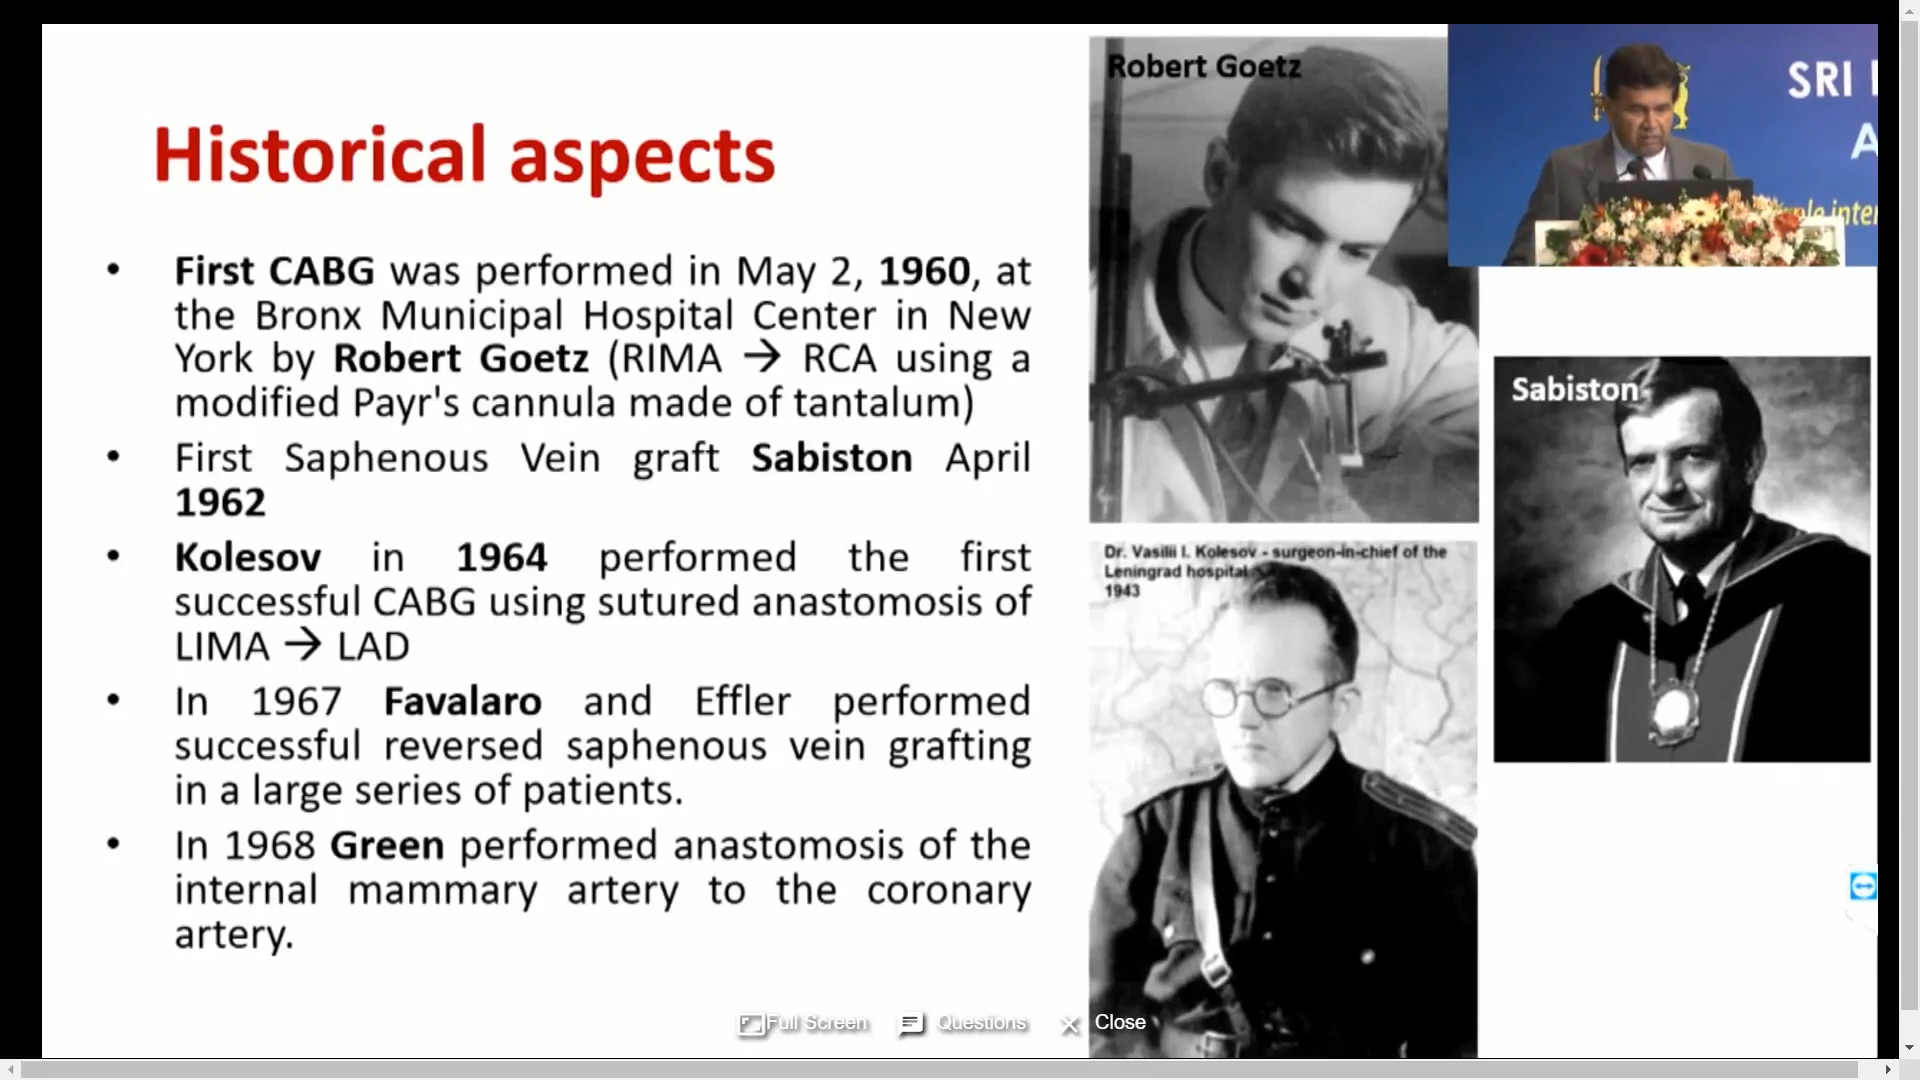 Historical aspects
• First CABG was performed in May 2, 1960, at
the Bronx Municipal Hospital Center in New
York by Robert Goetz (RIMA → RCA using a
modified Payr's cannula made of tantalum)
• First Saphenous Vein graft Sabiston April
1962
• Kolesov in 1964 performed the first
successful CABG using sutured anastomosis of
LIMA → LAD
• In 1967 Favalaro and Effler performed
successful reversed saphenous vein grafting
in a large series of patients.
• In 1968 Green performed anastomosis of the
internal mammary artery to the coronary
artery.
Robert Goetz
SRI
A
Sabiston
Dr. Vasilii I. Kolesov - surgeon-in-chief of the
Leningrad hospital
1943
Full Screen Questions Close